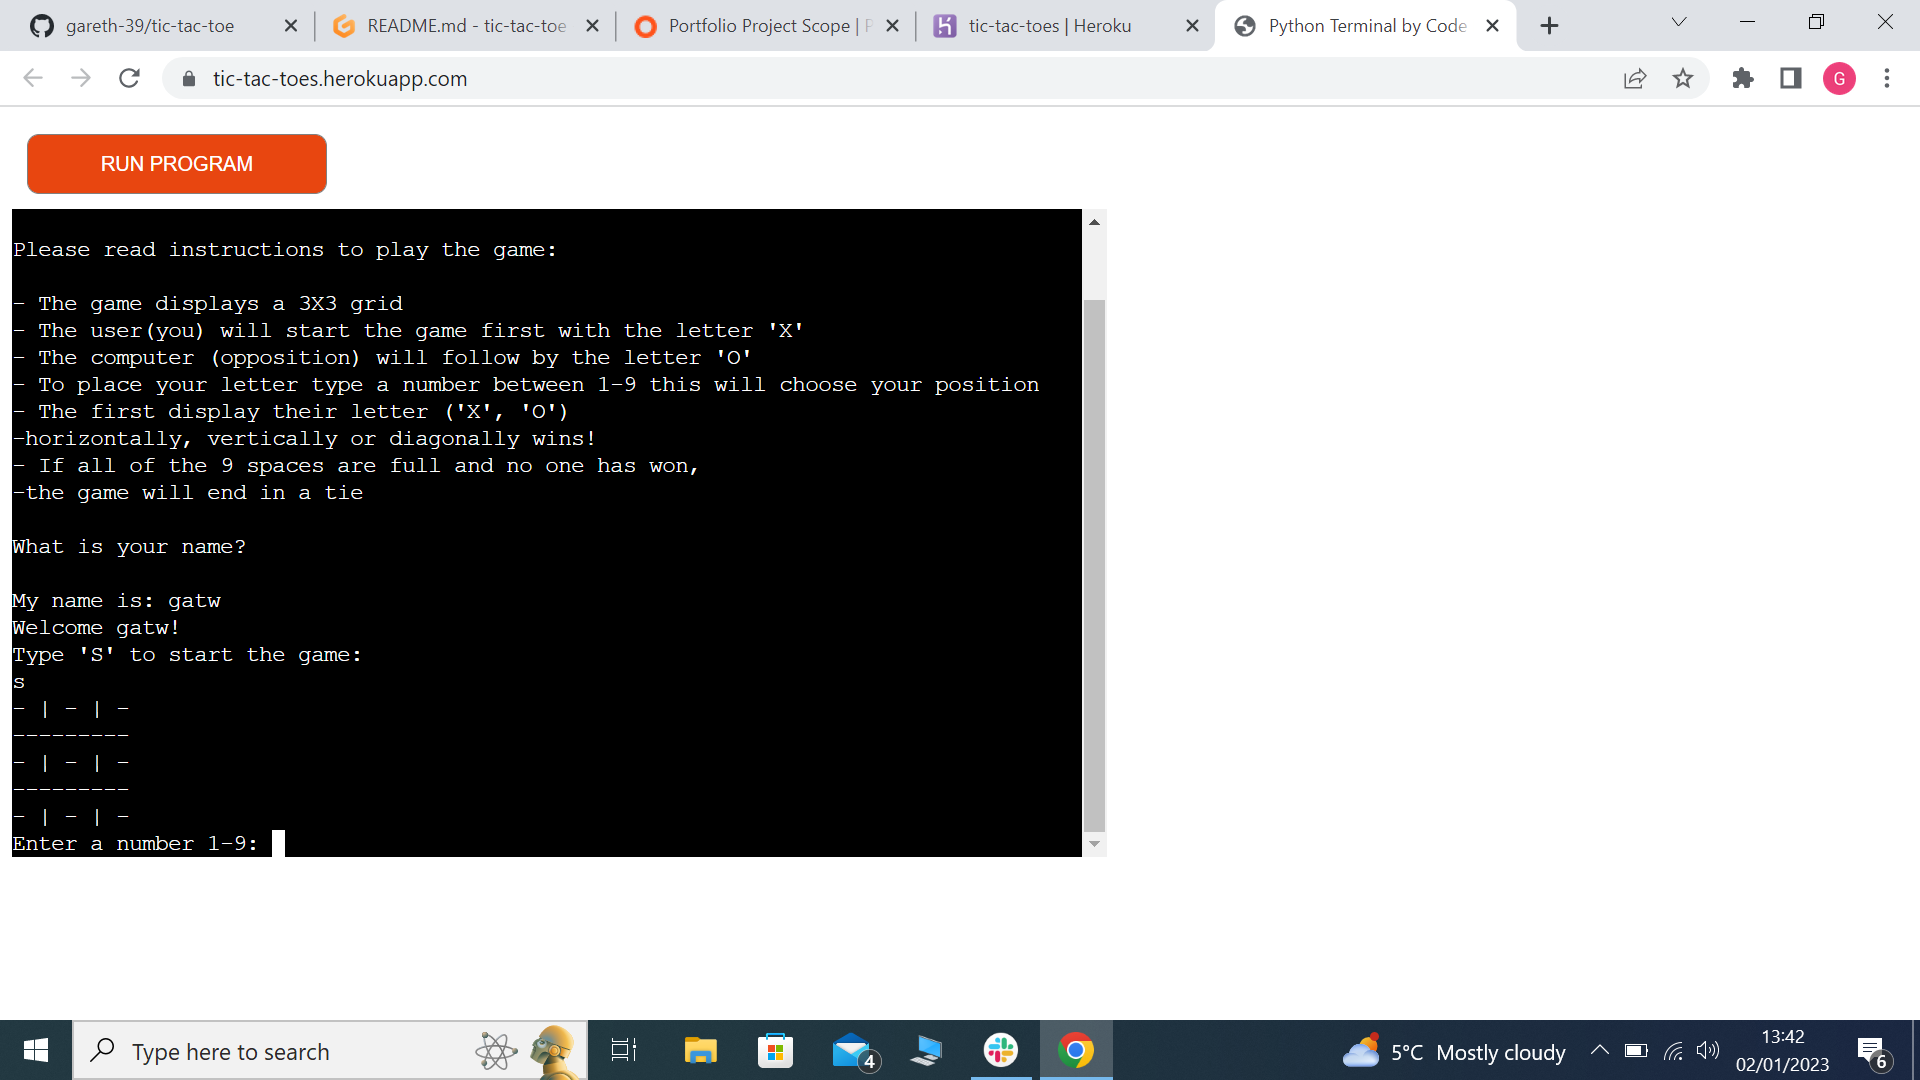 gareth-39/tic-tac-toe
README.md - tic-tac-toe
Portfolio Project Scope | P
tic-tac-toes | Heroku
Python Terminal by Code
tic-tac-toes.herokuapp.com
G
RUN PROGRAM
Please read instructions to play the game:
- The game displays a 3X3 grid
- The user(you) will start the game first with the letter 'X'
- The computer (opposition) will follow by the letter 'O'
- To place your letter type a number between 1-9 this will choose your position
- The first display their letter ('X', 'O')
-horizontally, vertically or diagonally wins!
- If all of the 9 spaces are full and no one has won,
-the game will end in a tie
What is your name?
My name is: gatw
Welcome gatw!
Type 'S' to start the game:
s
- | - | -
---------
- | - | -
---------
- | - | -
Enter a number 1-9:
Type here to search
4
5°C Mostly cloudy
13:42
02/01/2023
6